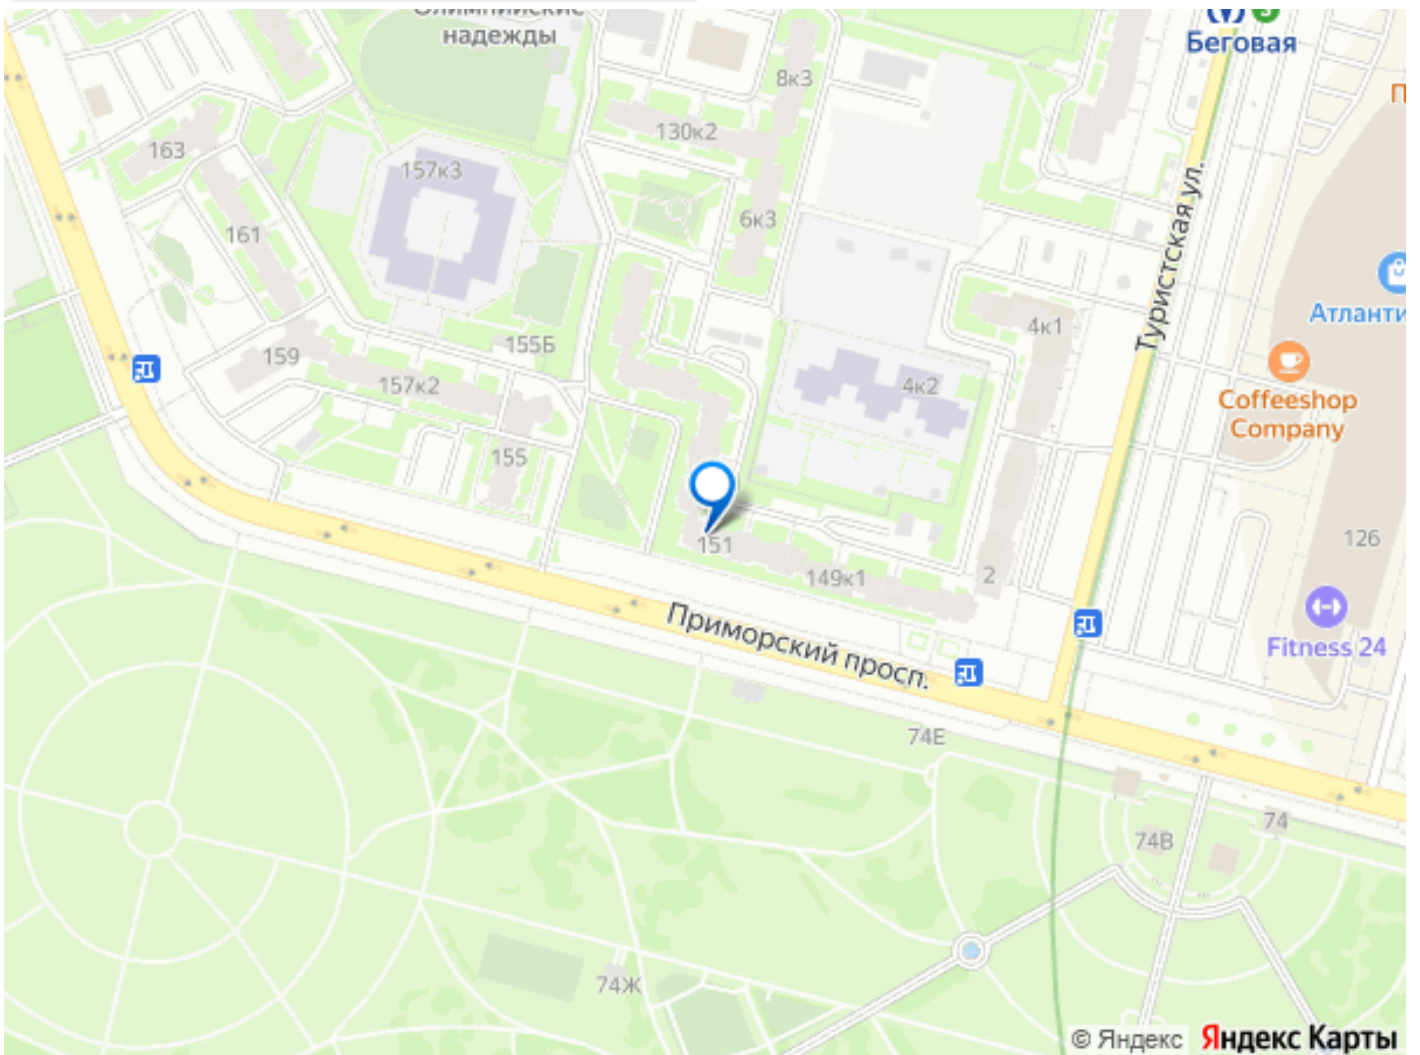 Олимпийские
надежды
Беговая
8к3
П
130к2
163
157к3
Туристская ул.
6к3
161
Атланти
4к1
155Б
159
157к2
4к2
Coffeeshop
Company
155
151
126
149к1
2
Приморский просп.
Fitness 24
74Е
74
74В
74Ж
© Яндекс Яндекс Карты